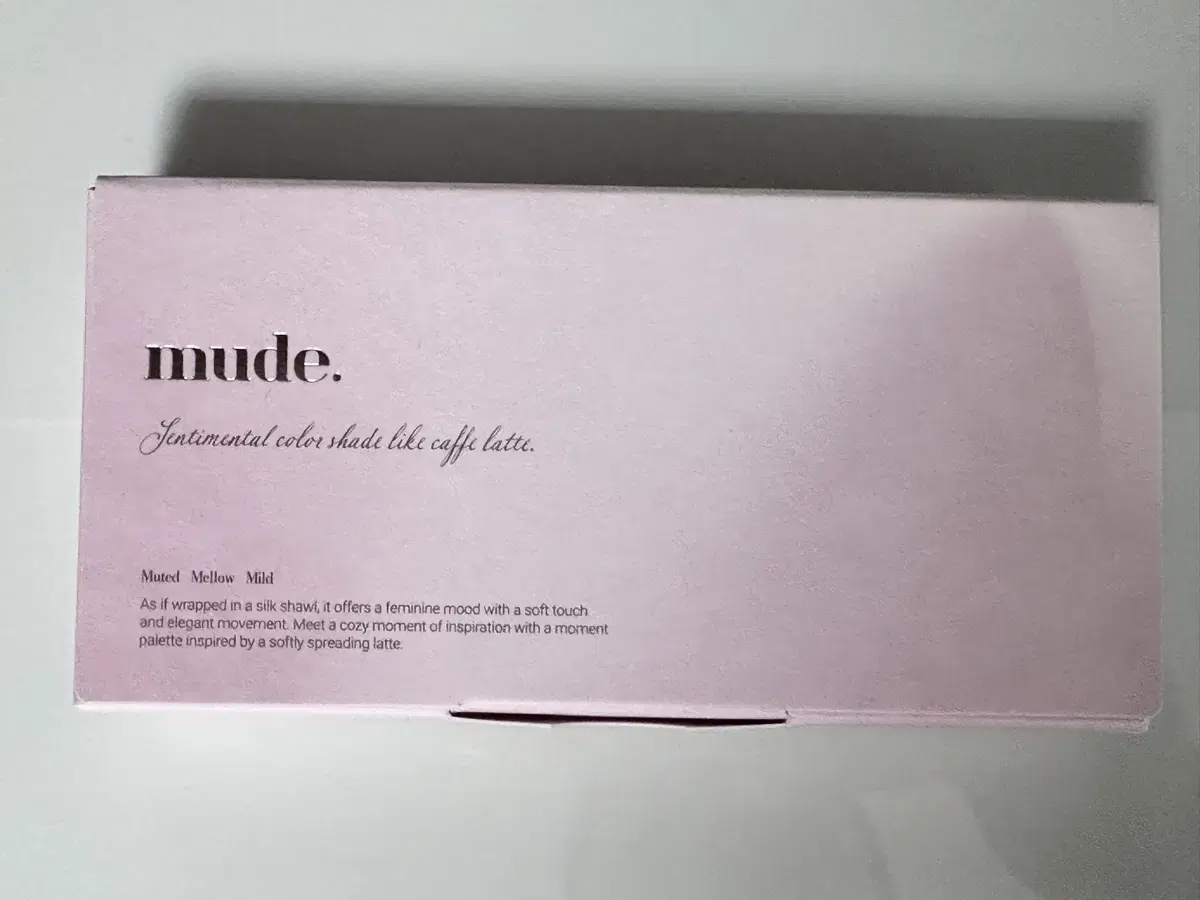 mude.
Sentimental color shade like caffe latte.
Muted Mellow Mild
As if wrapped in a silk shawl, it offers a feminine mood with a soft touch
and elegant movement. Meet a cozy moment of inspiration with a moment
palette inspired by a softly spreading latte.